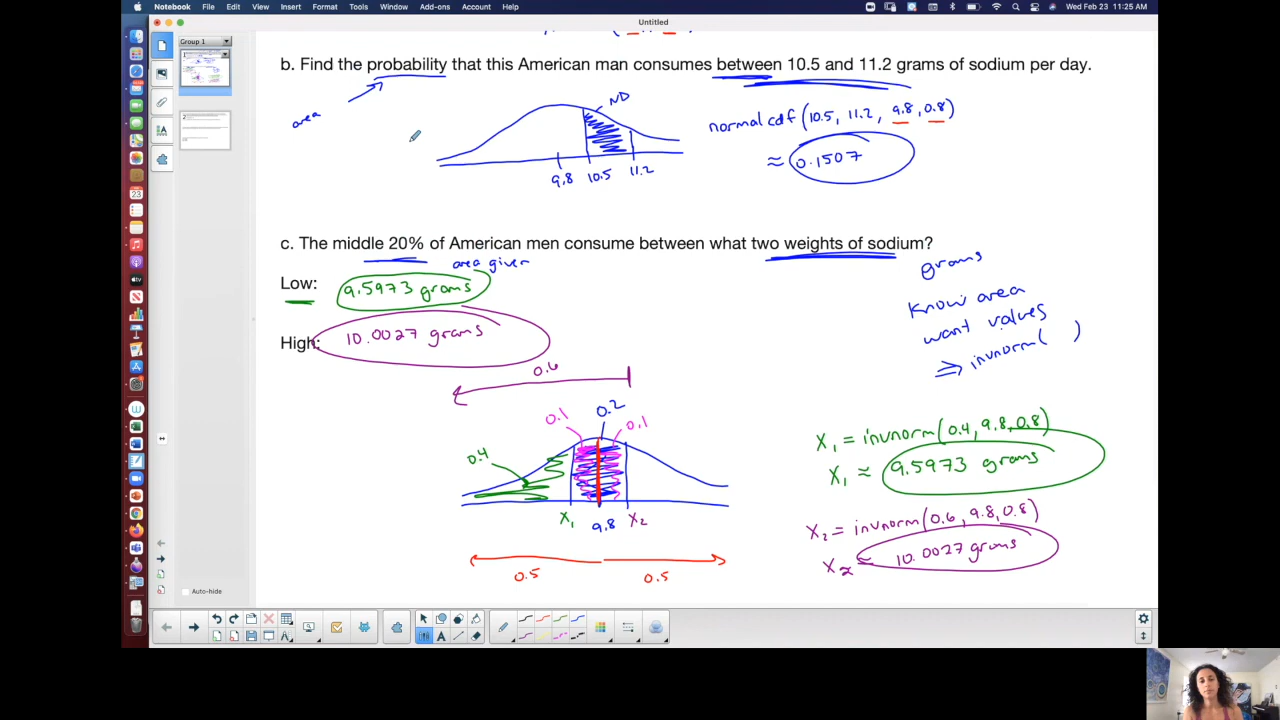 Notebook File Edit View Insert Format Tools Window Add-ons Account Help Wed Feb 23 11:25 AM
Untitled
Group 1
b. Find the probability that this American man consumes between 10.5 and 11.2 grams of sodium per day.
area
ND
9.8 10.5 11.2
normalcdf (10.5, 11.2, 9.8, 0.8)
≈ 0.1507
c. The middle 20% of American men consume between what two weights of sodium?
area given
grams
Low: 9.5973 grams
High: 10.0027 grams
Know area
want values
⇒ invnorm( )
0.6
0.1 0.2 0.1
0.4
X₁ 9.8 X₂
0.5 0.5
X₁ = invnorm(0.4, 9.8, 0.8)
X₁ ≈ 9.5973 grams
X₂ = invnorm(0.6, 9.8, 0.8)
X₂ ≈ 10.0027 grams
Auto-hide